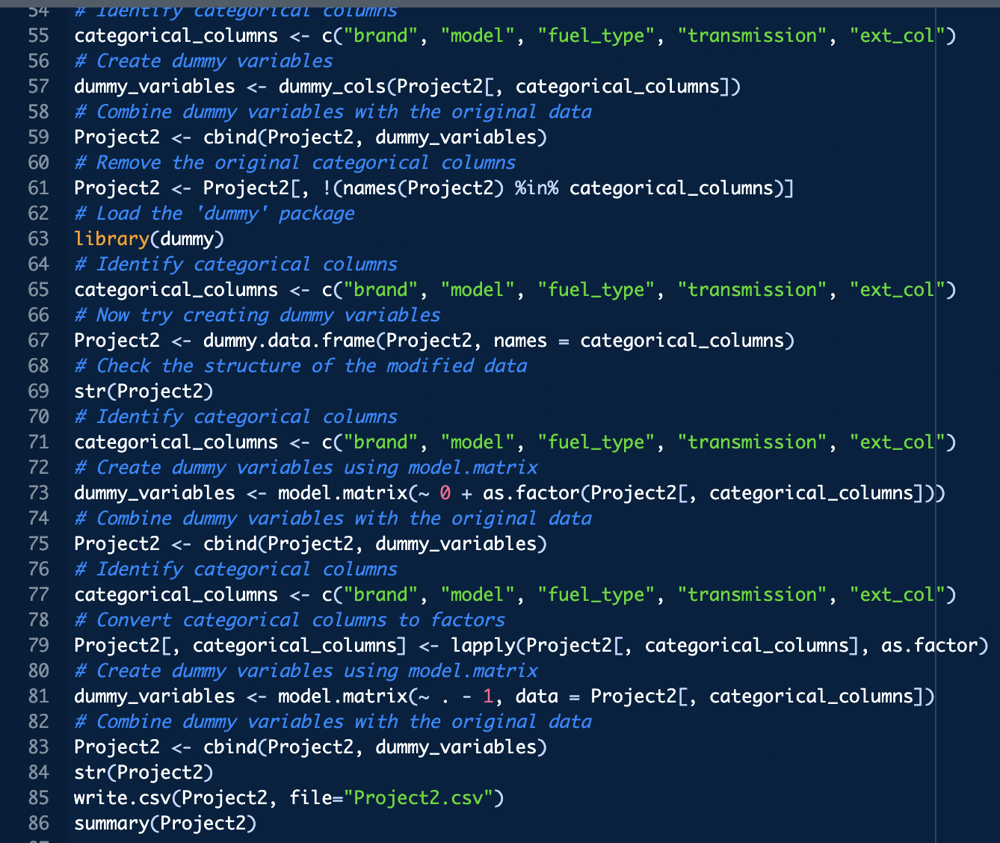 54 # Identify categorical columns
55 categorical_columns <- c("brand", "model", "fuel_type", "transmission", "ext_col")
56 # Create dummy variables
57 dummy_variables <- dummy_cols(Project2[, categorical_columns])
58 # Combine dummy variables with the original data
59 Project2 <- cbind(Project2, dummy_variables)
60 # Remove the original categorical columns
61 Project2 <- Project2[, !(names(Project2) %in% categorical_columns)]
62 # Load the 'dummy' package
63 library(dummy)
64 # Identify categorical columns
65 categorical_columns <- c("brand", "model", "fuel_type", "transmission", "ext_col")
66 # Now try creating dummy variables
67 Project2 <- dummy.data.frame(Project2, names = categorical_columns)
68 # Check the structure of the modified data
69 str(Project2)
70 # Identify categorical columns
71 categorical_columns <- c("brand", "model", "fuel_type", "transmission", "ext_col")
72 # Create dummy variables using model.matrix
73 dummy_variables <- model.matrix(~ 0 + as.factor(Project2[, categorical_columns]))
74 # Combine dummy variables with the original data
75 Project2 <- cbind(Project2, dummy_variables)
76 # Identify categorical columns
77 categorical_columns <- c("brand", "model", "fuel_type", "transmission", "ext_col")
78 # Convert categorical columns to factors
79 Project2[, categorical_columns] <- lapply(Project2[, categorical_columns], as.factor)
80 # Create dummy variables using model.matrix
81 dummy_variables <- model.matrix(~ . - 1, data = Project2[, categorical_columns])
82 # Combine dummy variables with the original data
83 Project2 <- cbind(Project2, dummy_variables)
84 str(Project2)
85 write.csv(Project2, file="Project2.csv")
86 summary(Project2)